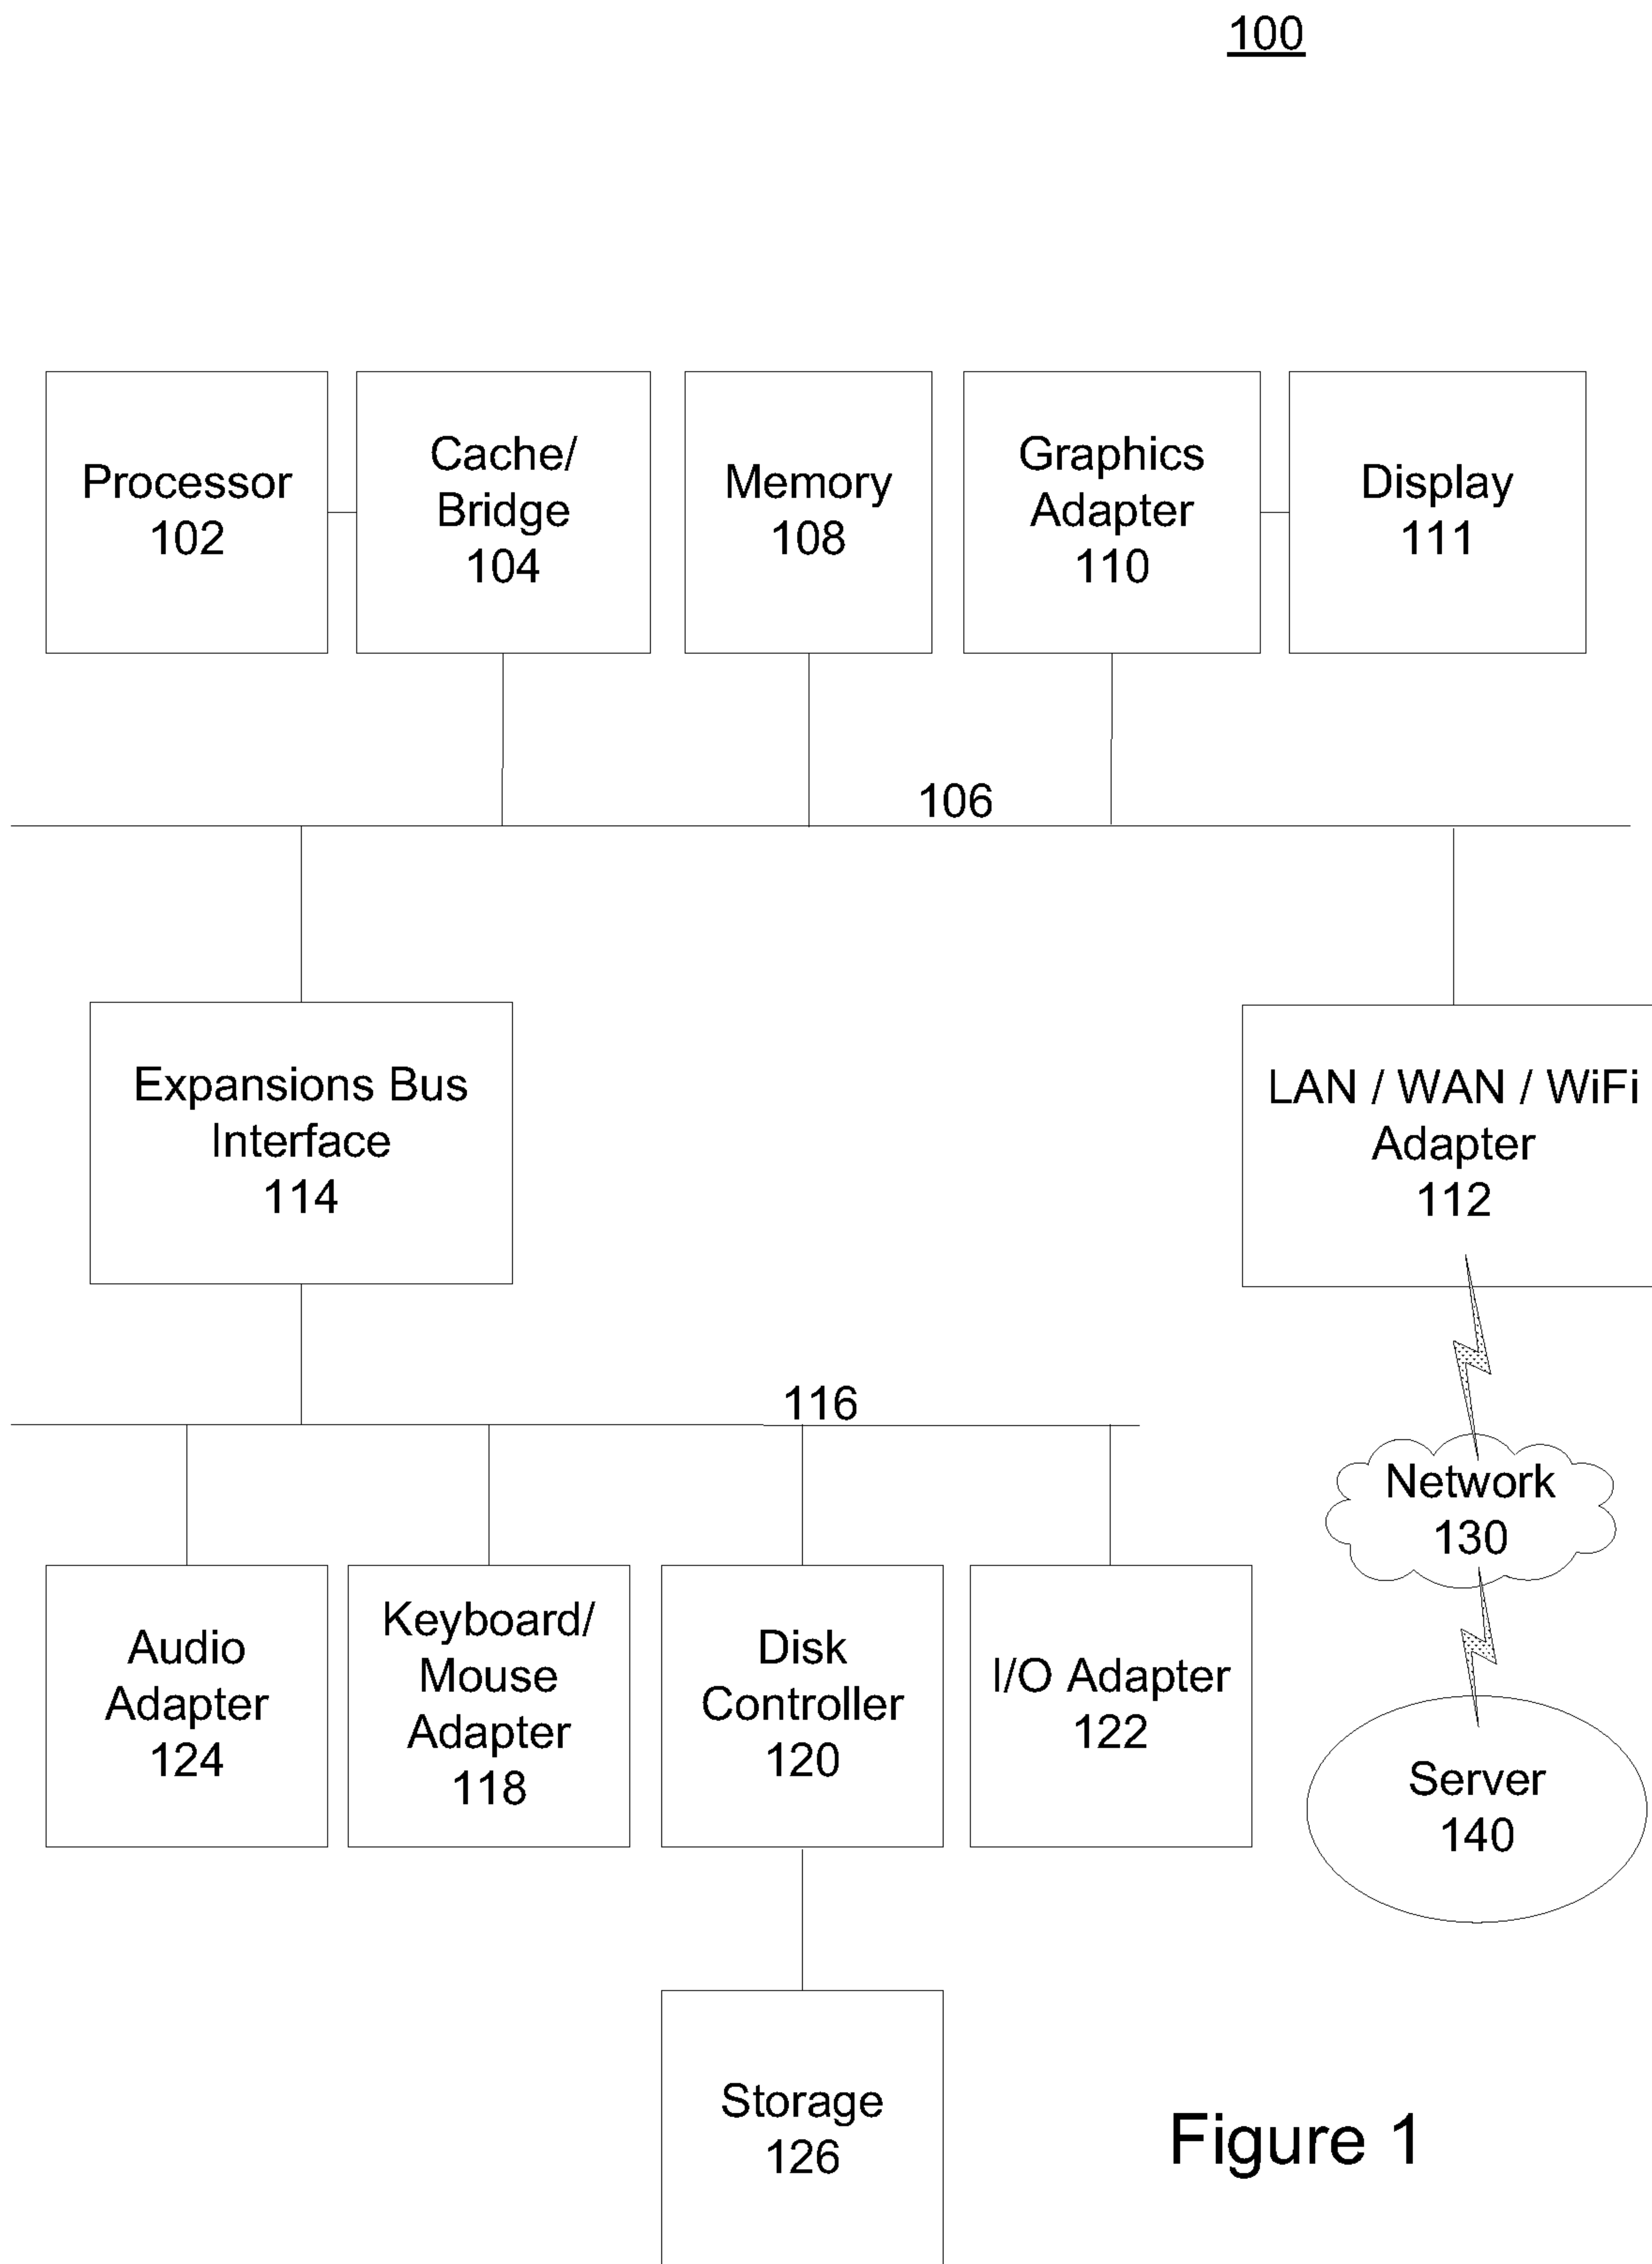 100
Processor
102
Cache/
Bridge
104
Memory
108
Graphics
Adapter
110
Display
111
106
Expansions Bus
Interface
114
LAN / WAN / WiFi
Adapter
112
116
Network
130
Audio
Adapter
124
Keyboard/
Mouse
Adapter
118
Disk
Controller
120
I/O Adapter
122
Server
140
Storage
126
Figure 1